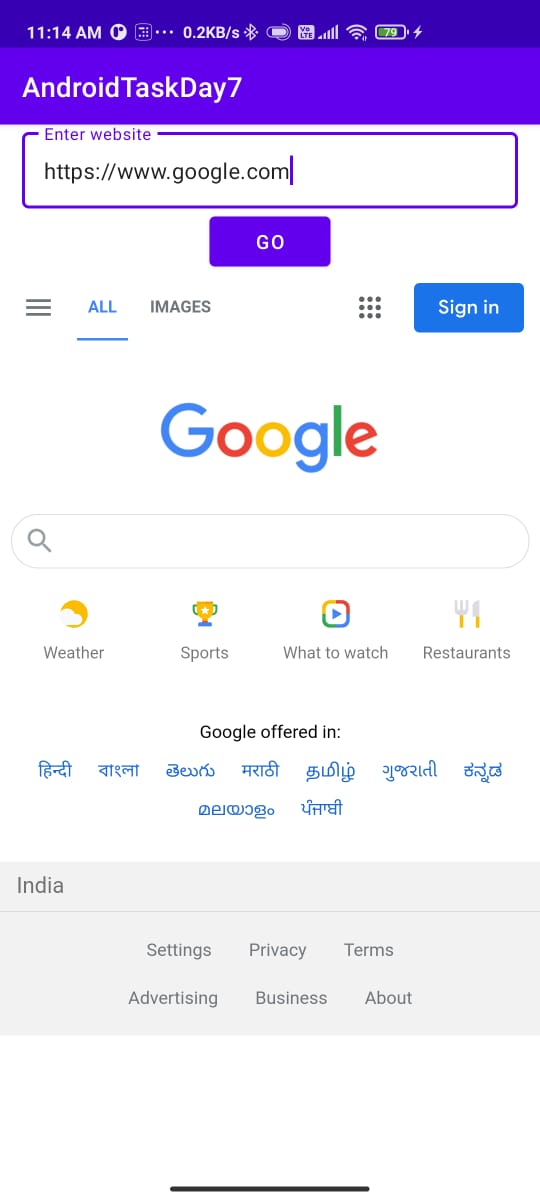 11:14 AM 0.2KB/s Vo LTE 79
AndroidTaskDay7
Enter website
https://www.google.com
GO
ALL IMAGES Sign in
Google
Weather Sports What to watch Restaurants
Google offered in:
हिन्दी বাংলা తెలుగు मराठी தமிழ் ગુજરાતી ಕನ್ನಡ
മലയാളം ਪੰਜਾਬੀ
India
Settings Privacy Terms
Advertising Business About